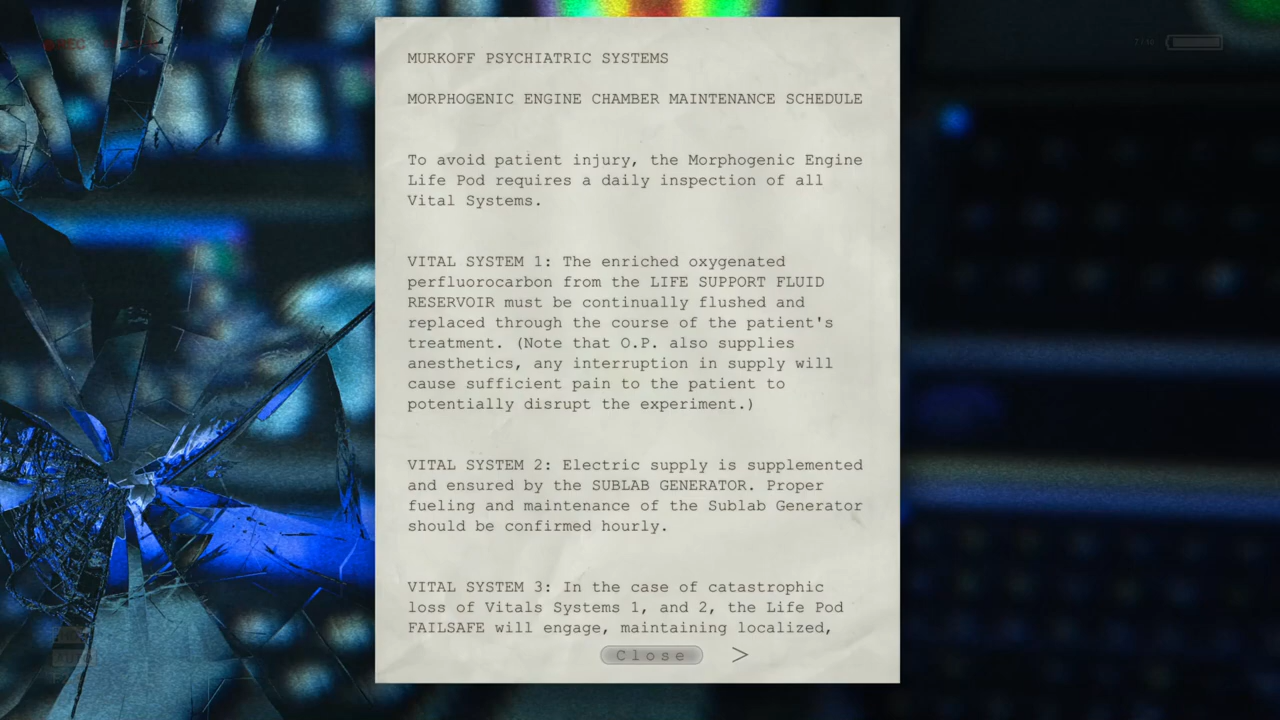 MURKOFF PSYCHIATRIC SYSTEMS
MORPHOGENIC ENGINE CHAMBER MAINTENANCE SCHEDULE
To avoid patient injury, the Morphogenic Engine
Life Pod requires a daily inspection of all
Vital Systems.
VITAL SYSTEM 1: The enriched oxygenated
perfluorocarbon from the LIFE SUPPORT FLUID
RESERVOIR must be continually flushed and
replaced through the course of the patient's
treatment. (Note that O.P. also supplies
anesthetics, any interruption in supply will
cause sufficient pain to the patient to
potentially disrupt the experiment.)
VITAL SYSTEM 2: Electric supply is supplemented
and ensured by the SUBLAB GENERATOR. Proper
fueling and maintenance of the Sublab Generator
should be confirmed hourly.
VITAL SYSTEM 3: In the case of catastrophic
loss of Vitals Systems 1, and 2, the Life Pod
FAILSAFE will engage, maintaining localized,
Close >